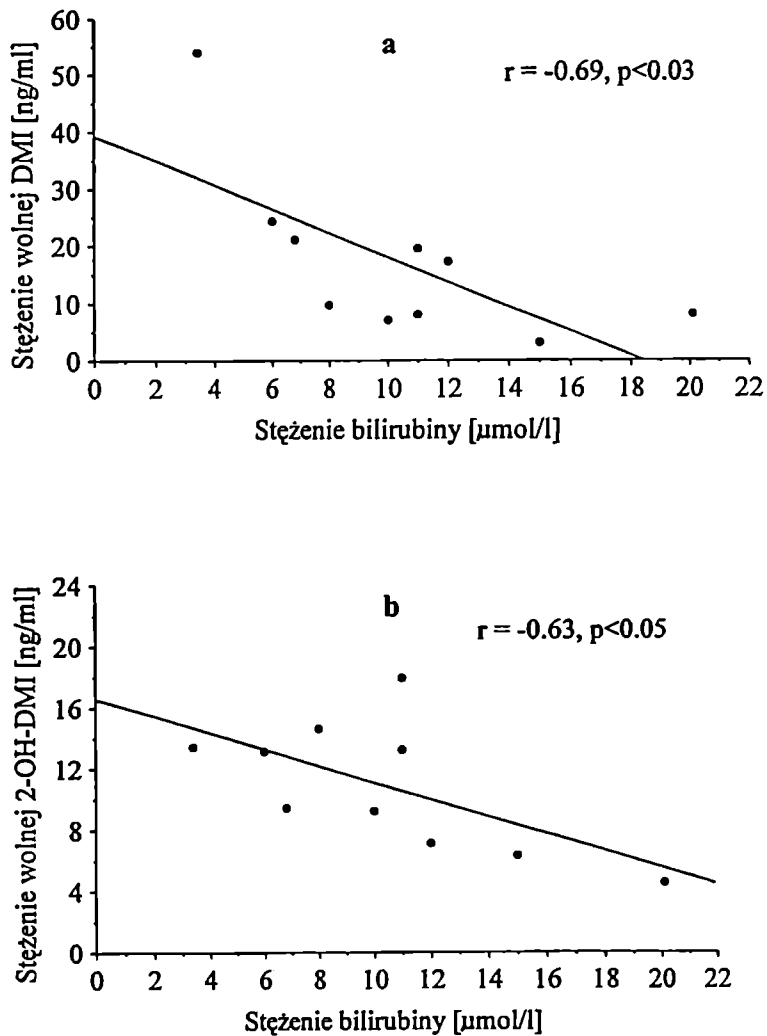 a
r = -0.69, p<0.03
Stężenie wolnej DMI [ng/ml]
60
50
40
30
20
10
0
0 2 4 6 8 10 12 14 16 18 20 22
Stężenie bilirubiny [µmol/l]
b
r = -0.63, p<0.05
Stężenie wolnej 2-OH-DMI [ng/ml]
24
20
16
12
8
4
0
0 2 4 6 8 10 12 14 16 18 20 22
Stężenie bilirubiny [µmol/l]